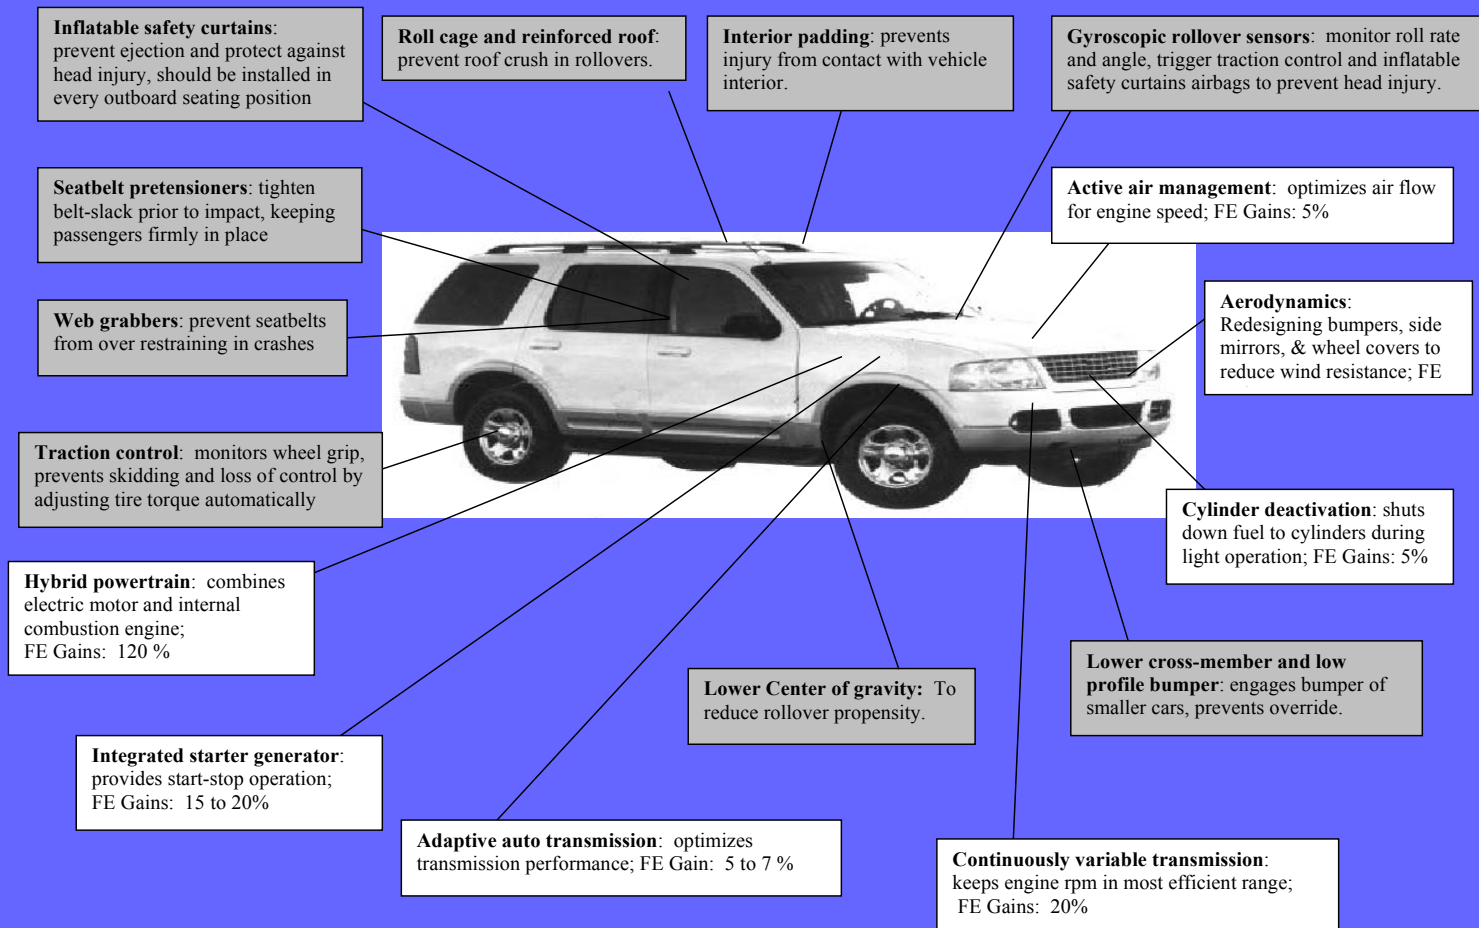 Inflatable safety curtains:
prevent ejection and protect against
head injury, should be installed in
every outboard seating position
Roll cage and reinforced roof:
prevent roof crush in rollovers.
Interior padding: prevents
injury from contact with vehicle
interior.
Gyroscopic rollover sensors: monitor roll rate
and angle, trigger traction control and inflatable
safety curtains airbags to prevent head injury.
Seatbelt pretensioners: tighten
belt-slack prior to impact, keeping
passengers firmly in place
Active air management: optimizes air flow
for engine speed; FE Gains: 5%
Web grabbers: prevent seatbelts
from over restraining in crashes
Aerodynamics:
Redesigning bumpers, side
mirrors, & wheel covers to
reduce wind resistance; FE
Traction control: monitors wheel grip,
prevents skidding and loss of control by
adjusting tire torque automatically
Cylinder deactivation: shuts
down fuel to cylinders during
light operation; FE Gains: 5%
Hybrid powertrain: combines
electric motor and internal
combustion engine;
FE Gains: 120 %
Lower Center of gravity: To
reduce rollover propensity.
Lower cross-member and low
profile bumper: engages bumper of
smaller cars, prevents override.
Integrated starter generator:
provides start-stop operation;
FE Gains: 15 to 20%
Adaptive auto transmission: optimizes
transmission performance; FE Gain: 5 to 7 %
Continuously variable transmission:
keeps engine rpm in most efficient range;
FE Gains: 20%